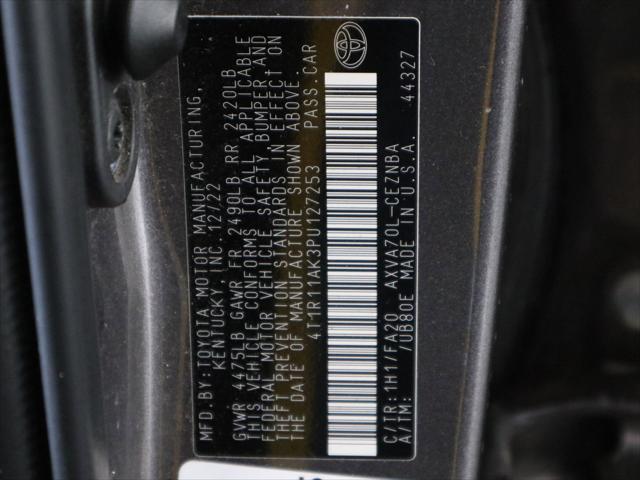 MFD.BY:TOYOTA MOTOR MANUFACTURING,
KENTUCKY,INC.12/22
GVWR 4475LB GAWR FR 2490LB RR 2420LB
THIS VEHICLE CONFORMS TO ALL APPLICABLE
FEDERAL MOTOR VEHICLE SAFETY,BUMPER,AND
THEFT PREVENTION STANDARDS IN EFFECT ON
THE DATE OF MANUFACTURE SHOWN ABOVE.
4T1R11AK3PU127253 PASS.CAR
C/TR: 1H1/FA20 AXVA70L-CEZNBA 44327
A/TM: /UB80E MADE IN U.S.A.